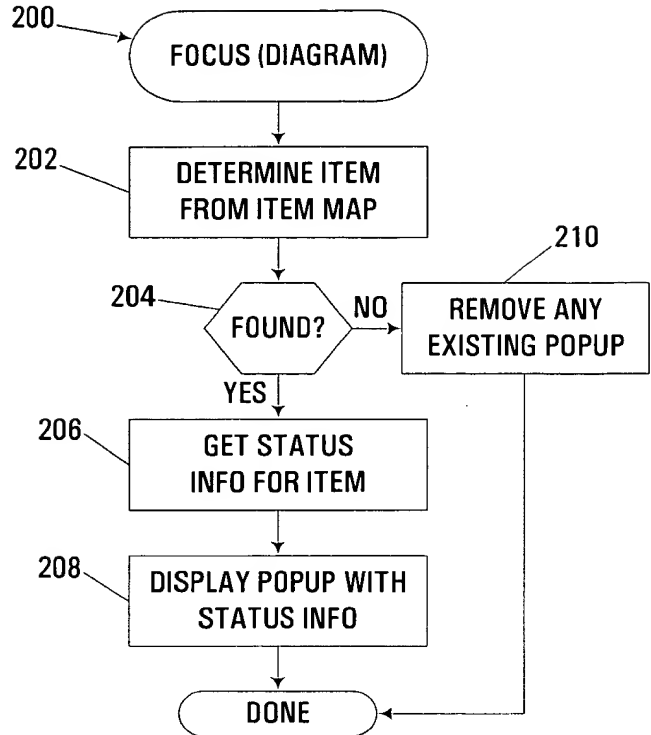 200
FOCUS (DIAGRAM)
202
DETERMINE ITEM
FROM ITEM MAP
204
FOUND?
NO
210
REMOVE ANY
EXISTING POPUP
YES
206
GET STATUS
INFO FOR ITEM
208
DISPLAY POPUP WITH
STATUS INFO
DONE